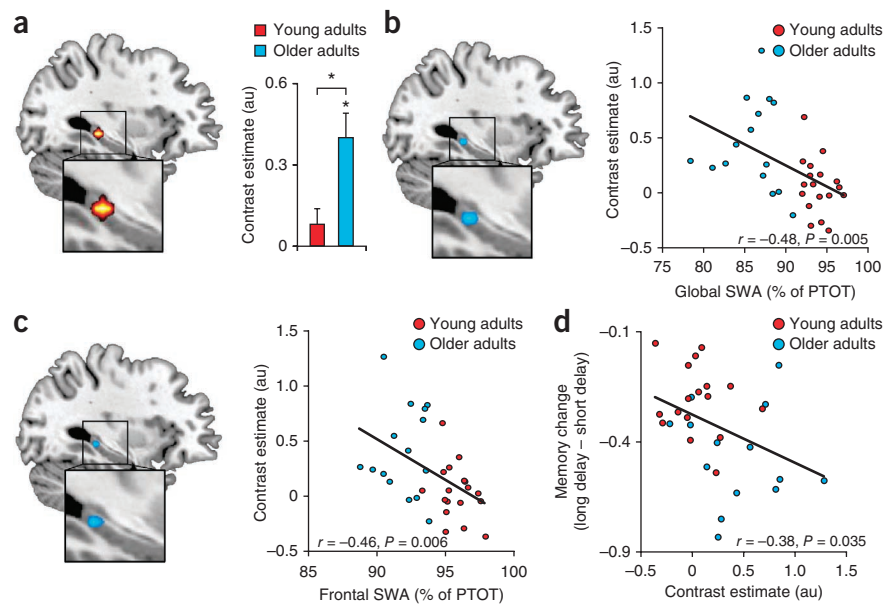 a
Young adults
Older adults
Contrast estimate (au)
0.6
0.3
0
*
*
b
Young adults
Older adults
Contrast estimate (au)
1.5
1.0
0.5
0
–0.5
r = –0.48, P = 0.005
75 80 85 90 95 100
Global SWA (% of PTOT)
c
Young adults
Older adults
Contrast estimate (au)
1.5
1.0
0.5
0
–0.5
r = –0.46, P = 0.006
85 90 95 100
Frontal SWA (% of PTOT)
d
Young adults
Older adults
Memory change
(long delay – short delay)
–0.1
–0.4
–0.9
r = –0.38, P = 0.035
–0.5 0 0.5 1.0 1.5
Contrast estimate (au)